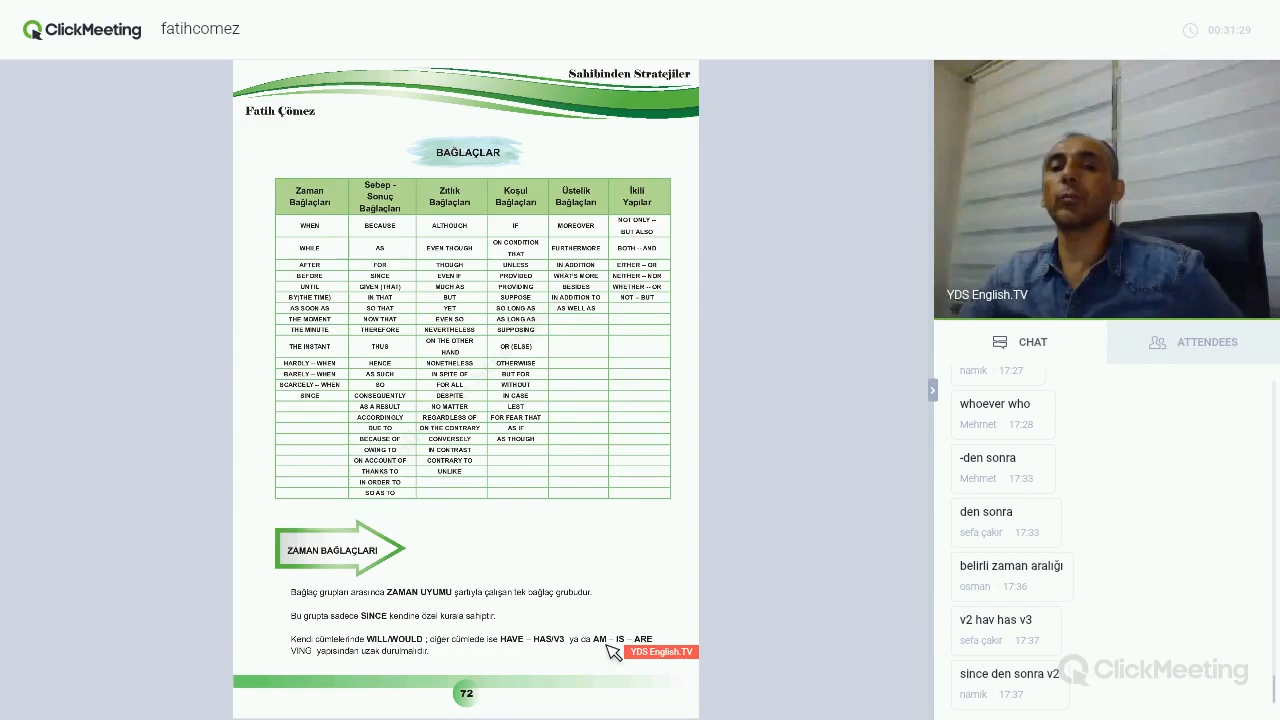 ClickMeeting fatihcomez 00:31:29
Sahibinden Stratejiler
Fatih Çömez
BAĞLAÇLAR
Zaman Bağlaçları | Sebep - Sonuç Bağlaçları | Zıtlık Bağlaçları | Koşul Bağlaçları | Üstelik Bağlaçları | İkili Yapılar
WHEN | BECAUSE | ALTHOUGH | IF | MOREOVER | NOT ONLY -- BUT ALSO
WHILE | AS | EVEN THOUGH | ON CONDITION THAT | FURTHERMORE | BOTH -- AND
AFTER | FOR | THOUGH | UNLESS | IN ADDITION | EITHER -- OR
BEFORE | SINCE | EVEN IF | PROVIDED | WHAT'S MORE | NEITHER -- NOR
UNTIL | GIVEN (THAT) | MUCH AS | PROVIDING | BESIDES | WHETHER -- OR
BY(THE TIME) | IN THAT | BUT | SUPPOSE | IN ADDITION TO | NOT -- BUT
AS SOON AS | SO THAT | YET | SO LONG AS | AS WELL AS
THE MOMENT | NOW THAT | EVEN SO | AS LONG AS
THE MINUTE | THEREFORE | NEVERTHELESS | SUPPOSING
THE INSTANT | THUS | ON THE OTHER HAND | OR (ELSE)
HARDLY -- WHEN | HENCE | NONETHELESS | OTHERWIISE
BARELY -- WHEN | AS SUCH | IN SPITE OF | BUT FOR
SCARCELY -- WHEN | SO | FOR ALL | WITHOUT
SINCE | CONSEQUENTLY | DESPITE | IN CASE
AS A RESULT | NO MATTER | LEST
ACCORDINGLY | REGARDLESS OF | FOR FEAR THAT
DUE TO | ON THE CONTRARY | AS IF
BECAUSE OF | CONVERSELY | AS THOUGH
OWING TO | IN CONTRAST
ON ACCOUNT OF | CONTRARY TO
THANKS TO | UNLIKE
IN ORDER TO
SO AS TO
ZAMAN BAĞLAÇLARI
Bağlaç grupları arasında ZAMAN UYUMU şartıyla çalışan tek bağlaç grubudur.
Bu grupta sadece SINCE kendine özel kurala sahiptir.
Kendi cümlelerinde WILL/WOULD ; diğer cümlede ise HAVE – HAS/V3 ya da AM – IS – ARE
VING yapısından uzak durulmalıdır.
YDS English.TV
72
YDS English.TV
CHAT
ATTENDEES
namık 17:27
whoever who
Mehmet 17:28
-den sonra
Mehmet 17:33
den sonra
sefa çakır 17:33
belirli zaman aralığı
osman 17:36
v2 hav has v3
sefa çakır 17:37
since den sonra v2
namık 17:37
ClickMeeting